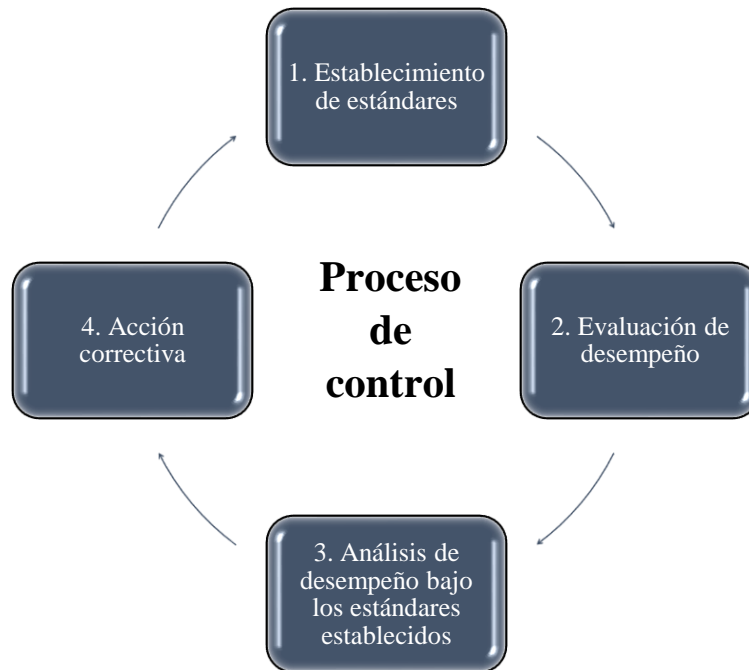 1. Establecimiento
de estándares
Proceso
de
control
2. Evaluación de
desempeño
3. Análisis de
desempeño bajo
los estándares
establecidos
4. Acción
correctiva